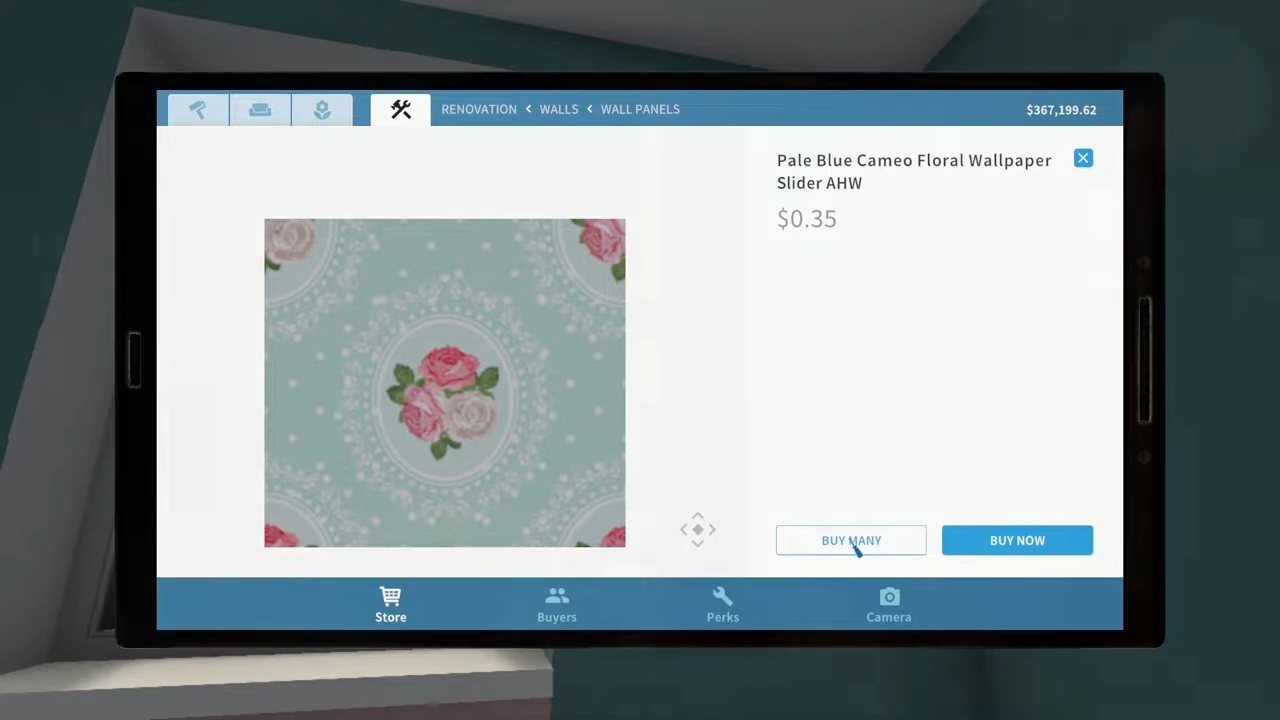 RENOVATION < WALLS < WALL PANELS
$367,199.62
Pale Blue Cameo Floral Wallpaper
Slider AHW
$0.35
BUY MANY
BUY NOW
Store
Buyers
Perks
Camera